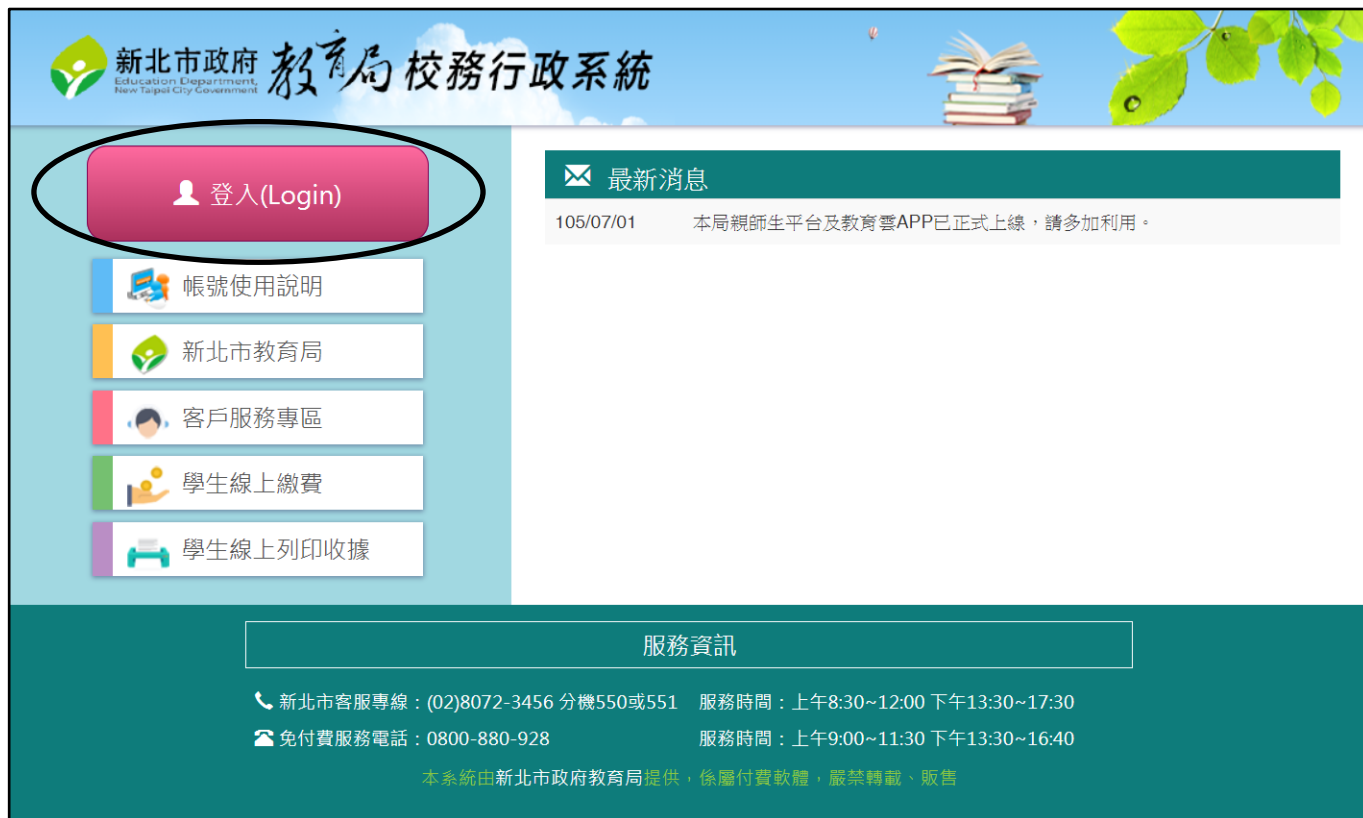 新北市政府 教育局 校務行政系統
Education Department,
New Taipei City Government
登入(Login)
帳號使用說明
新北市教育局
客戶服務專區
學生線上繳費
學生線上列印收據
最新消息
105/07/01 本局親師生平台及教育雲APP已正式上線，請多加利用。
服務資訊
新北市客服專線：(02)8072-3456 分機550或551 服務時間：上午8:30~12:00 下午13:30~17:30
免付費服務電話：0800-880-928 服務時間：上午9:00~11:30 下午13:30~16:40
本系統由新北市政府教育局提供，係屬付費軟體，嚴禁轉載、販售